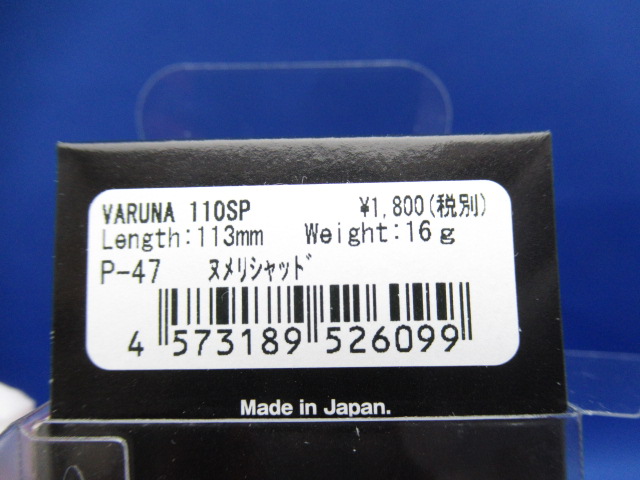 VARUNA 110SP ¥1,800(税別)
Length:113mm Weight:16g
P-47 ヌメリシャッド
4 573189 526099
Made in Japan.